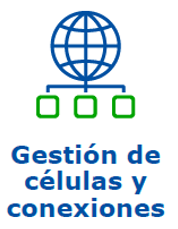 Gestión de
células y
conexiones